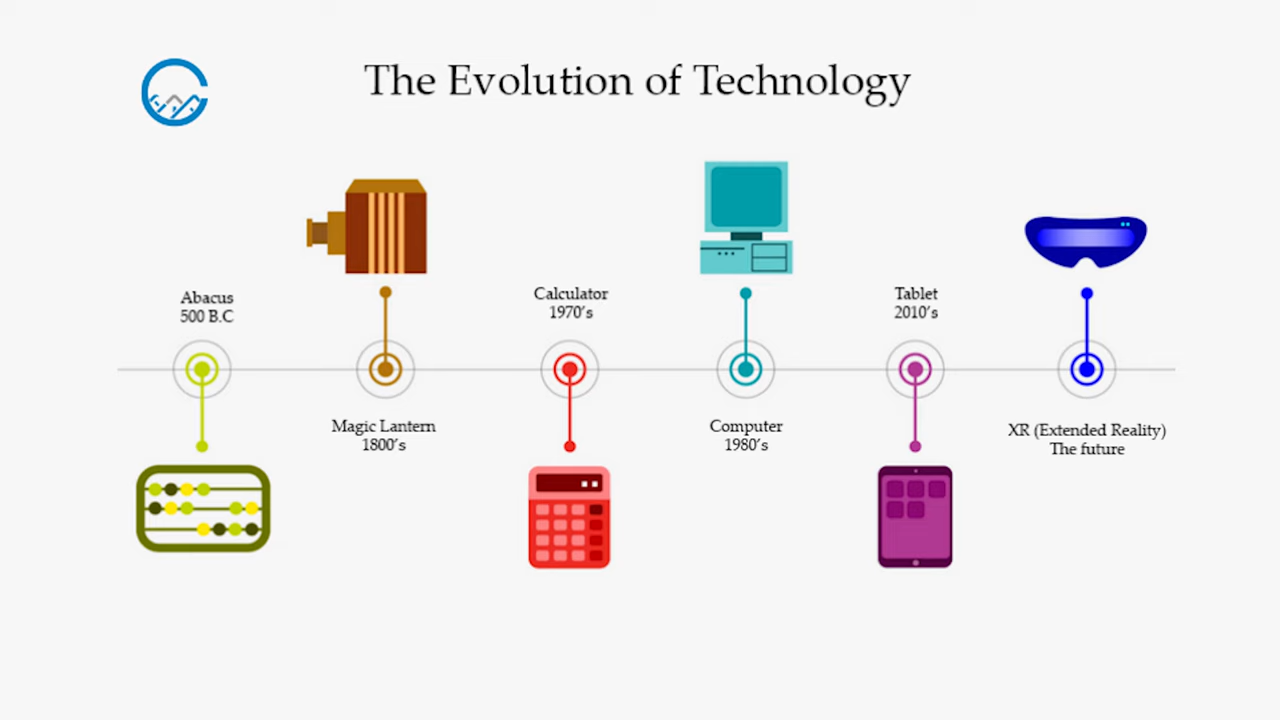 The Evolution of Technology
Abacus
500 B.C
Magic Lantern
1800's
Calculator
1970's
Computer
1980's
Tablet
2010's
XR (Extended Reality)
The future